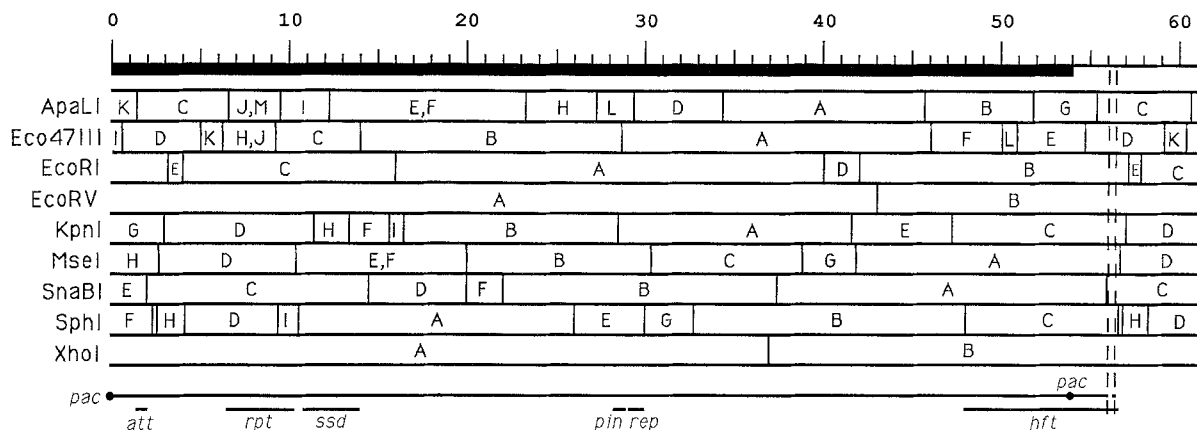 0 10 20 30 40 50 60
ApaLI K C J,M I E,F H L D A B G C
Eco47III I D K H,J C B A F L E D K
EcoRI E C A D B E C
EcoRV A B
KpnI G D H F I B A E C D
MseI H D E,F B C G A D
SnaBI E C D F B A C
SphI F H D I A E G B C H D
XhoI A B
pac pac
att rpt ssd pin rep hft